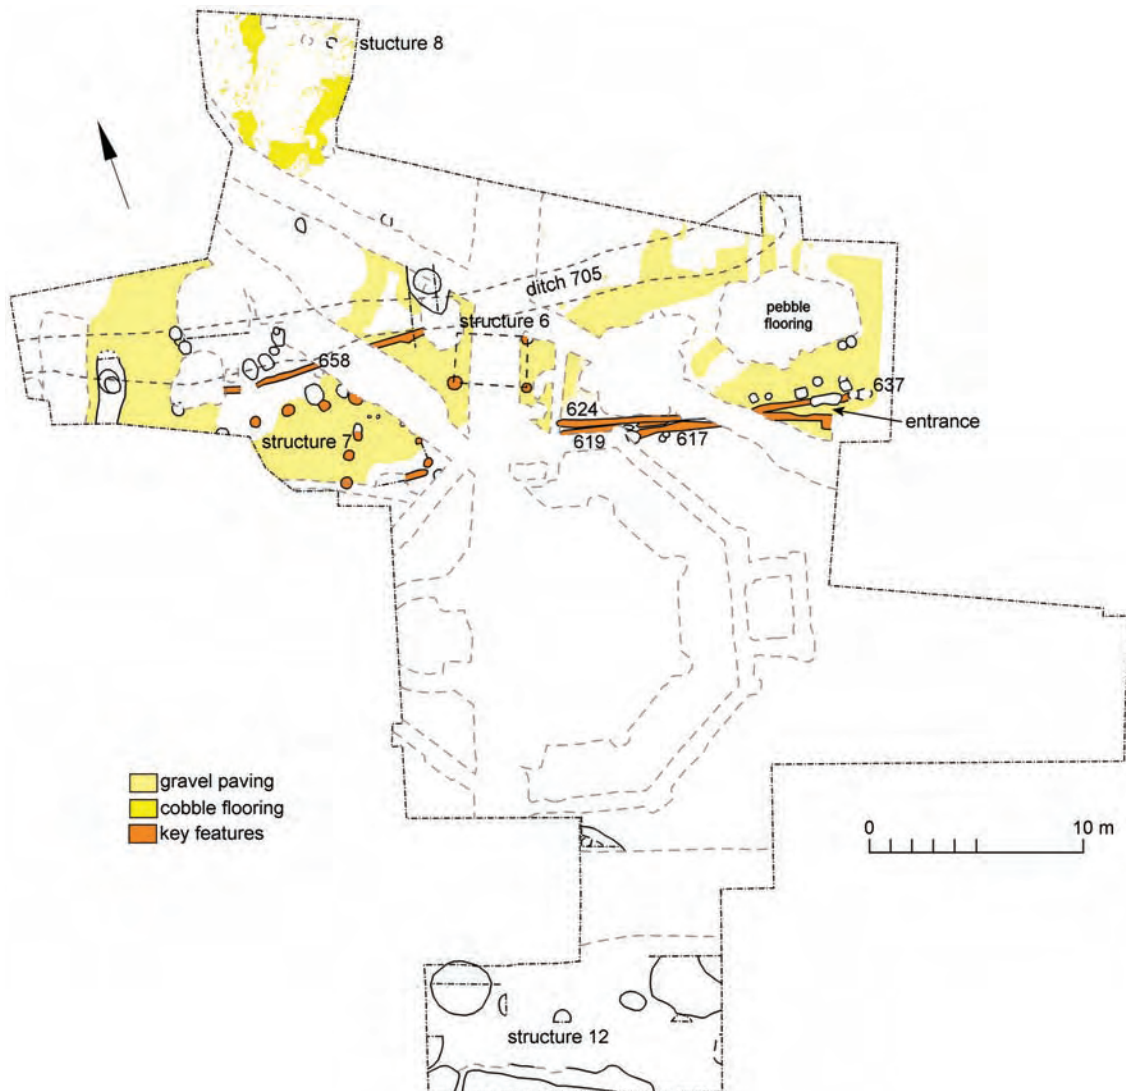 stucture 8
ditch 705
structure 6
pebble
flooring
658
637
624
entrance
619
617
structure 7
gravel paving
cobble flooring
key features
0
10 m
structure 12